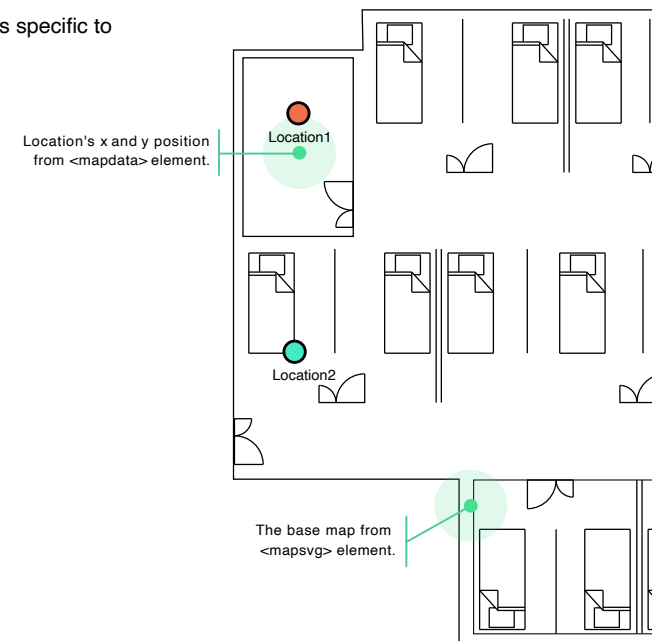 s specific to
Location1
Location's x and y position
from <mapdata> element.
Location2
The base map from
<mapsvg> element.